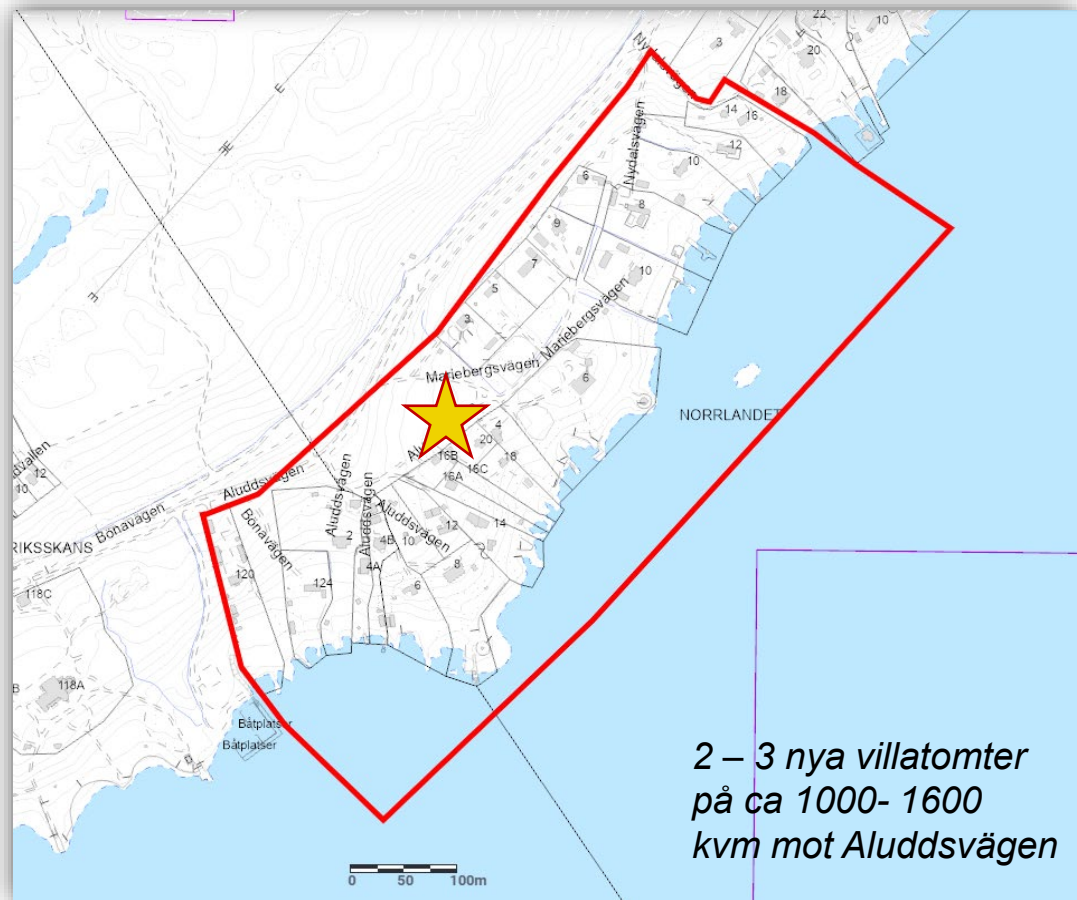 22
10
3
20
Nydalsvägen
18
14
16
12
Nydalsvägen
10
6
8
9
7
10
5
3
Mariebergsvägen
Mariebergsvägen
6
NORRLANDET
4
20
16B
18
16C
16A
12
10
Aluddsvägen
Bonavägen
RIKSSKANS
Bonavägen
Aluddsvägen
Aluddsvägen
Aluddsvägen
12
14
2
4B
10
8
4A
120
124
6
118C
118A
B
Båtplatser
Båtplatser
0 50 100m
2 – 3 nya villatomter
på ca 1000- 1600
kvm mot Aluddsvägen